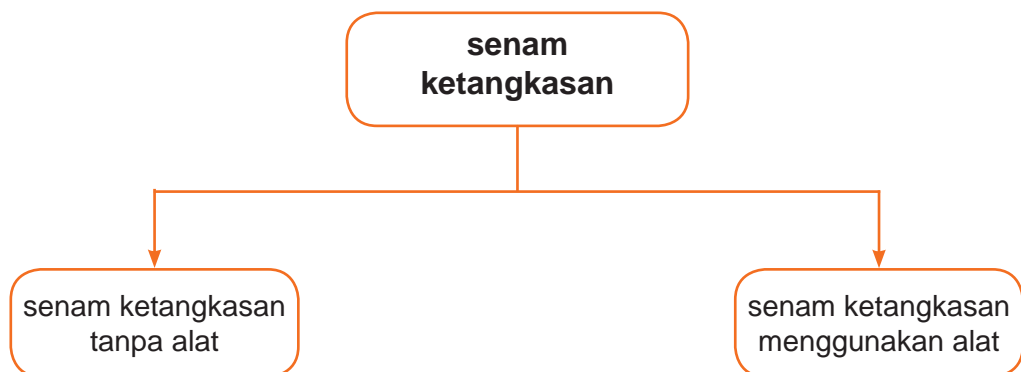 senam
ketangkasan
senam ketangkasan
tanpa alat
senam ketangkasan
menggunakan alat